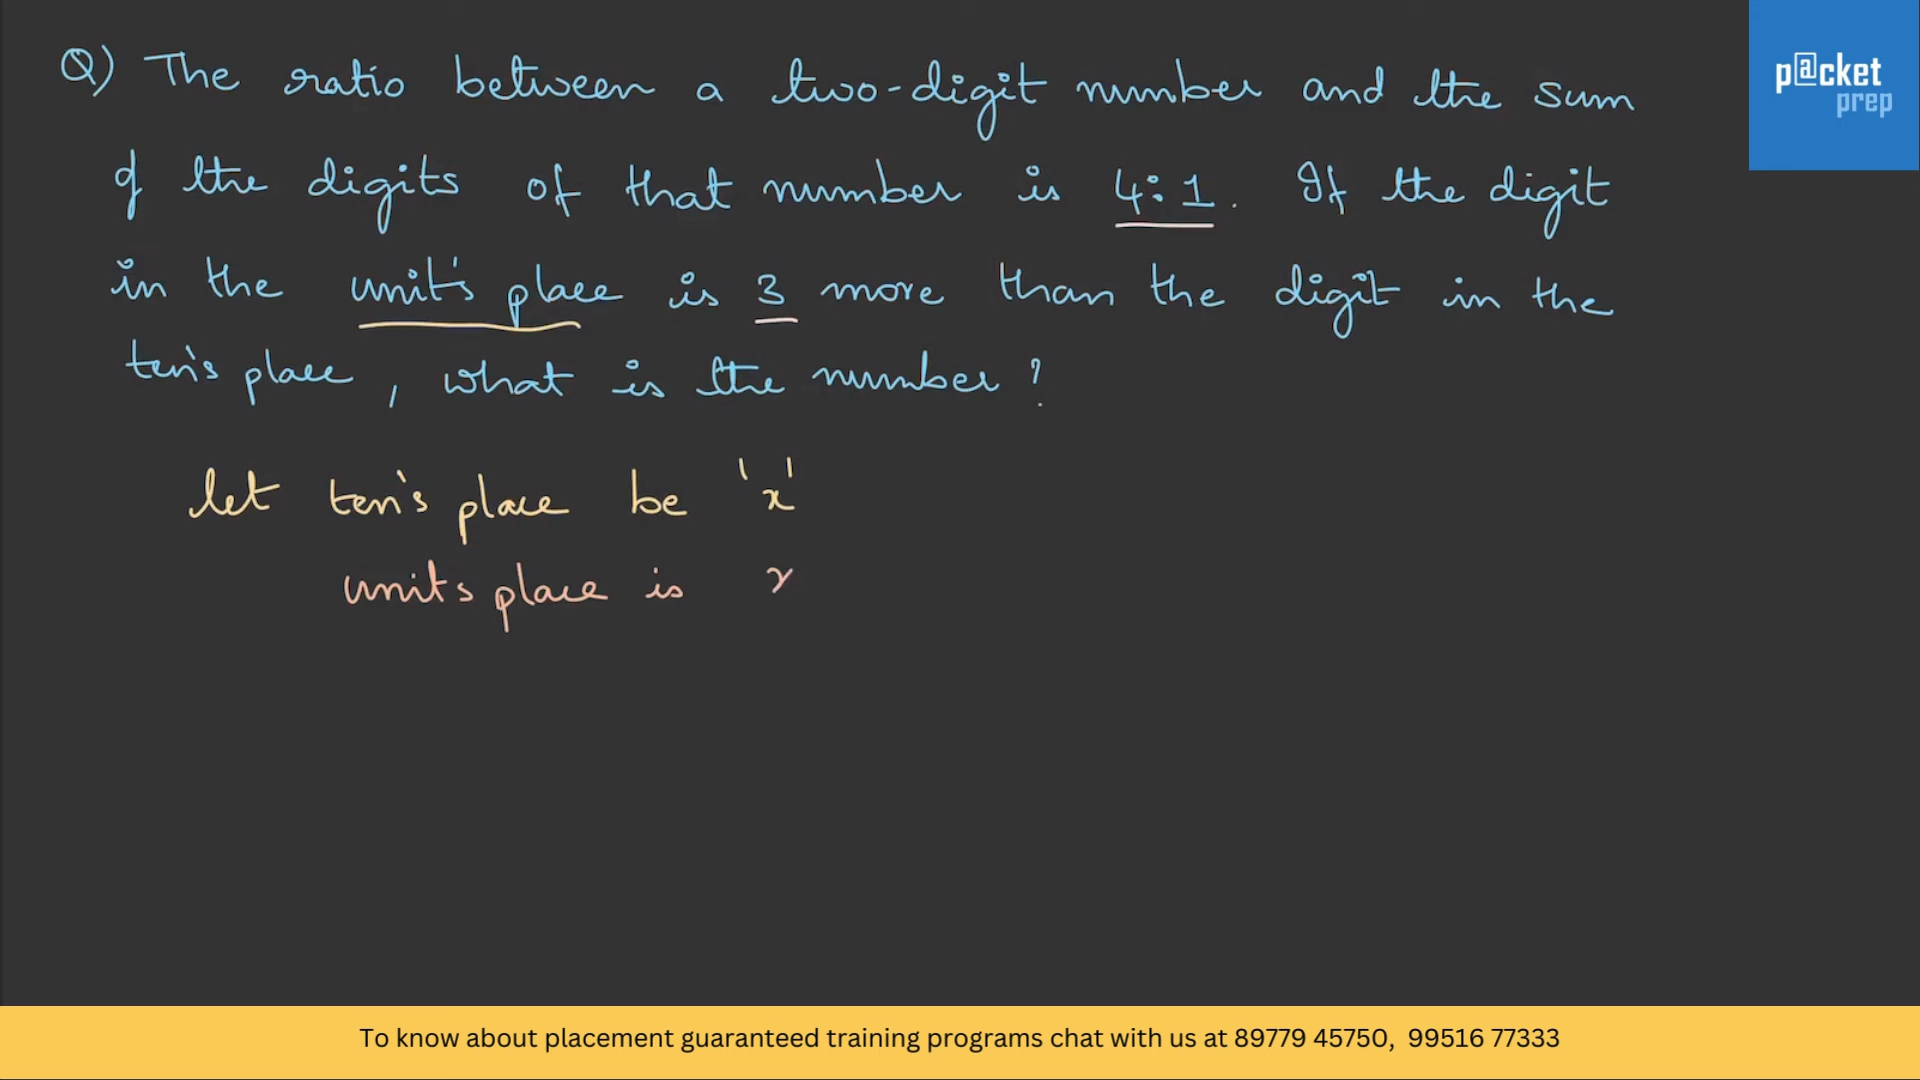 Q) The ratio between a two-digit number and the sum
of the digits of that number is 4:1. If the digit
in the unit's place is 3 more than the digit in the
ten's place, what is the number?
let ten's place be 'x'
units place is x
p@cket
prep
To know about placement guaranteed training programs chat with us at 89779 45750, 99516 77333